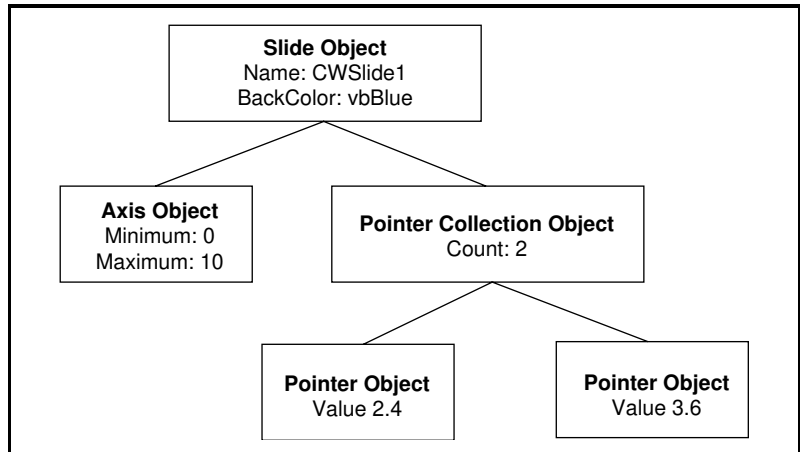 Slide Object
Name: CWSlide1
BackColor: vbBlue
Axis Object
Minimum: 0
Maximum: 10
Pointer Collection Object
Count: 2
Pointer Object
Value 2.4
Pointer Object
Value 3.6